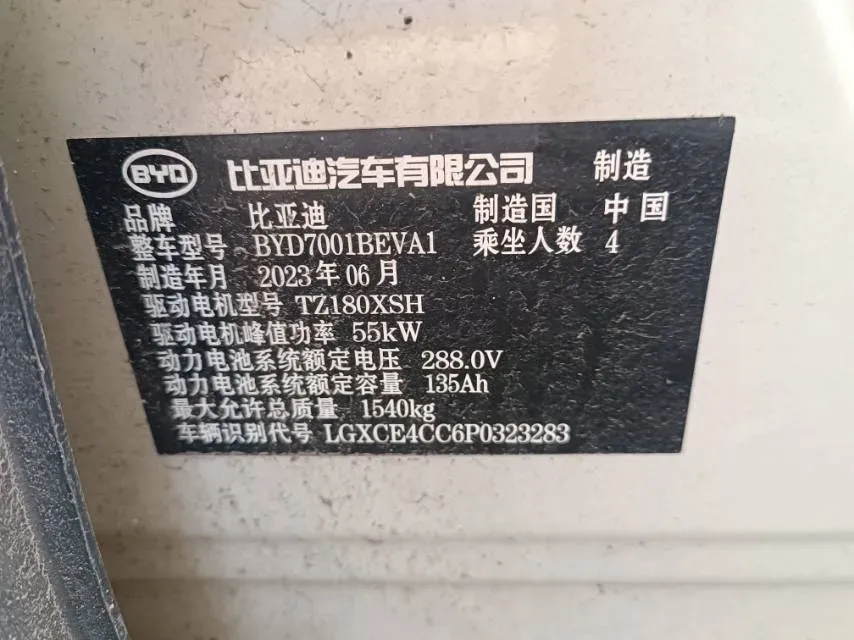 BYD 比亚迪汽车有限公司 制造
品牌 比亚迪 制造国 中国
整车型号 BYD7001BEVA1 乘坐人数 4
制造年月 2023年06月
驱动电机型号 TZ180XSH
驱动电机峰值功率 55kW
动力电池系统额定电压 288.0V
动力电池系统额定容量 135Ah
最大允许总质量 1540kg
车辆识别代号 LGXCE4CC6P0323283